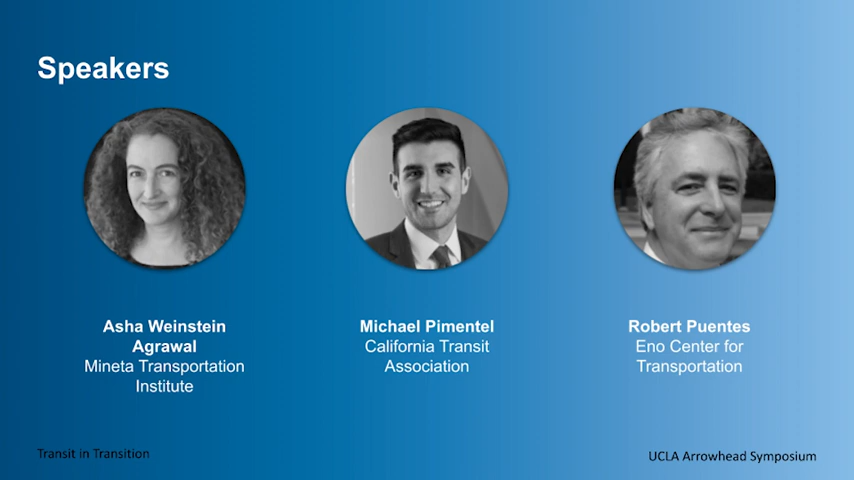 Speakers
Asha Weinstein
Agrawal
Mineta Transportation
Institute
Michael Pimentel
California Transit
Association
Robert Puentes
Eno Center for
Transportation
Transit in Transition
UCLA Arrowhead Symposium